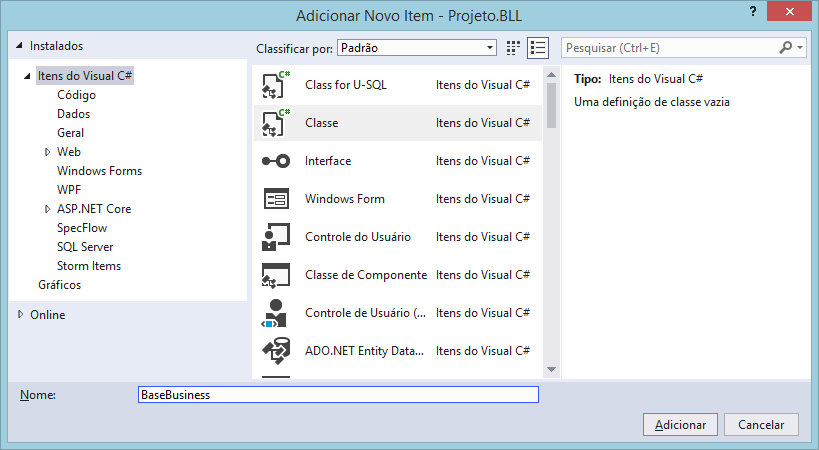 Adicionar Novo Item - Projeto.BLL
?
Instalados
Classificar por: Padrão
Pesquisar (Ctrl+E)
Itens do Visual C#
Código
Dados
Geral
Web
Windows Forms
WPF
ASP.NET Core
SpecFlow
SQL Server
Storm Items
Gráficos
Online
C# Class for U-SQL Itens do Visual C#
C# Classe Itens do Visual C#
Interface Itens do Visual C#
Windows Form Itens do Visual C#
Controle do Usuário Itens do Visual C#
Classe de Componente Itens do Visual C#
Controle de Usuário (... Itens do Visual C#
ADO.NET Entity Data... Itens do Visual C#
Tipo: Itens do Visual C#
Uma definição de classe vazia
Nome: BaseBusiness
Adicionar Cancelar